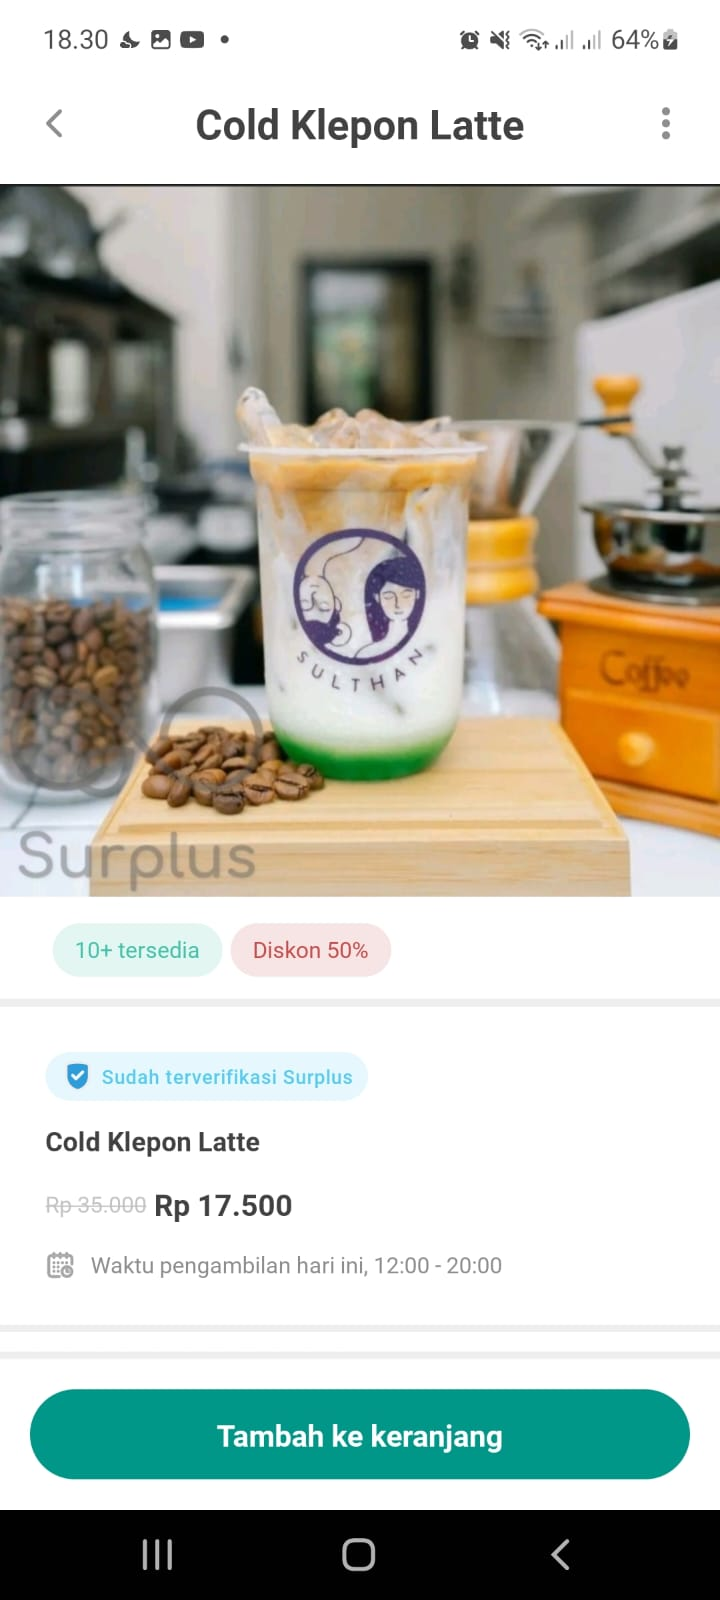 18.30
64%
Cold Klepon Latte
SULTHAN
Coffee
Surplus
10+ tersedia
Diskon 50%
Sudah terverifikasi Surplus
Cold Klepon Latte
Rp 35.000 Rp 17.500
Waktu pengambilan hari ini, 12:00 - 20:00
Tambah ke keranjang